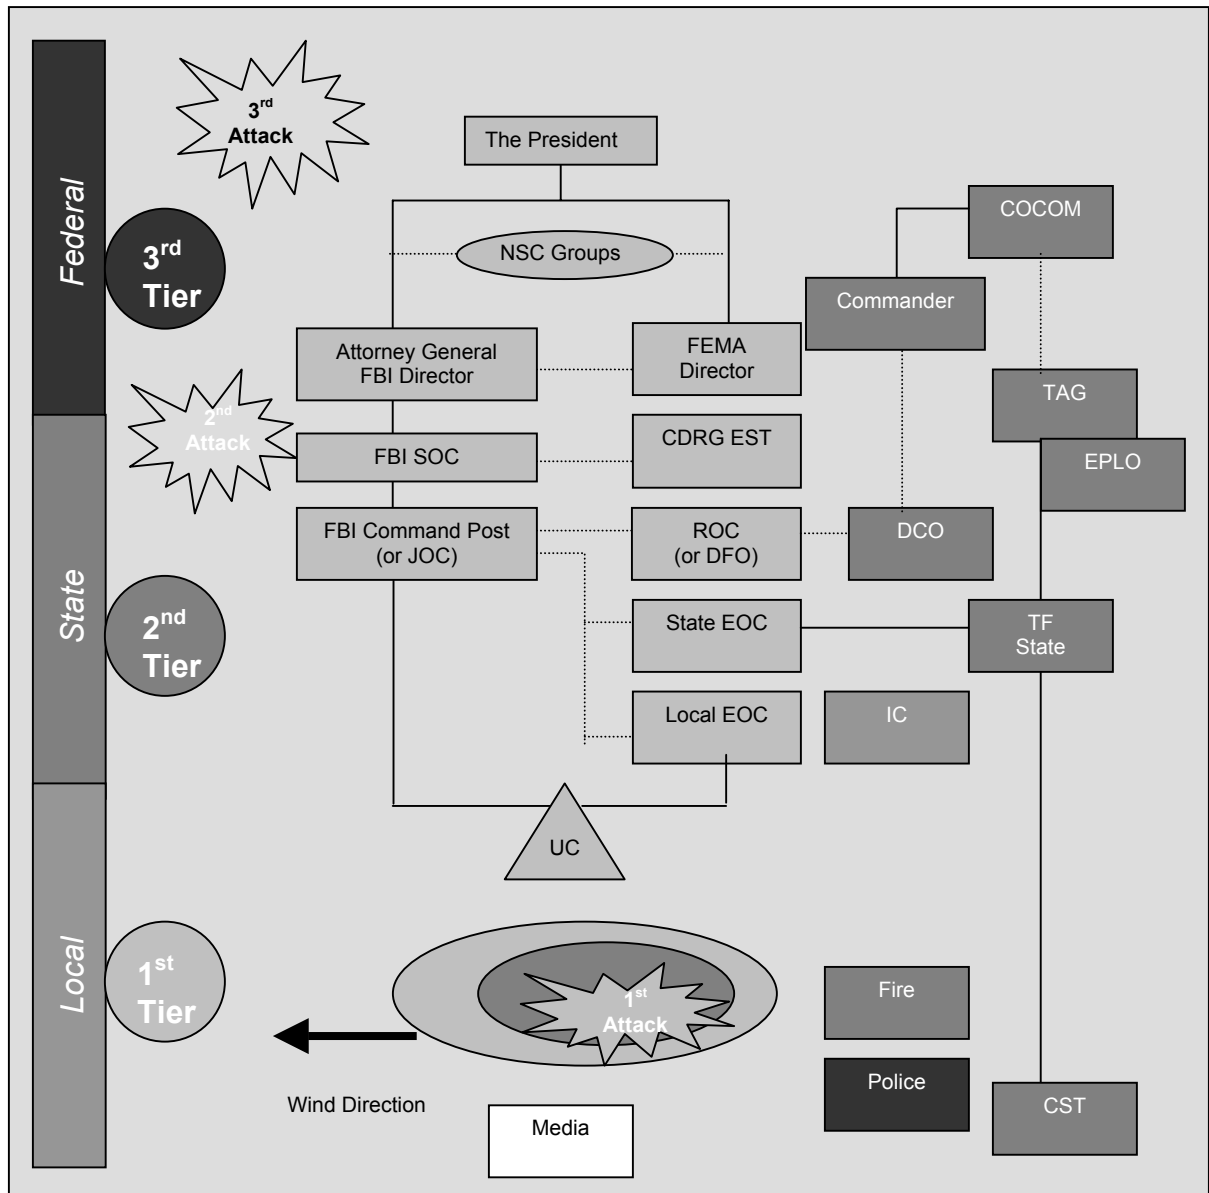 3rd
Attack
The President
COCOM
Federal
3rd
Tier
NSC Groups
Commander
Attorney General
FBI Director
FEMA
Director
TAG
2nd
Attack
FBI SOC
CDRG EST
EPLO
FBI Command Post
(or JOC)
ROC
(or DFO)
DCO
State
2nd
Tier
State EOC
TF
State
Local EOC
IC
UC
Local
1st
Tier
1st
Attack
Fire
Wind Direction
Police
Media
CST